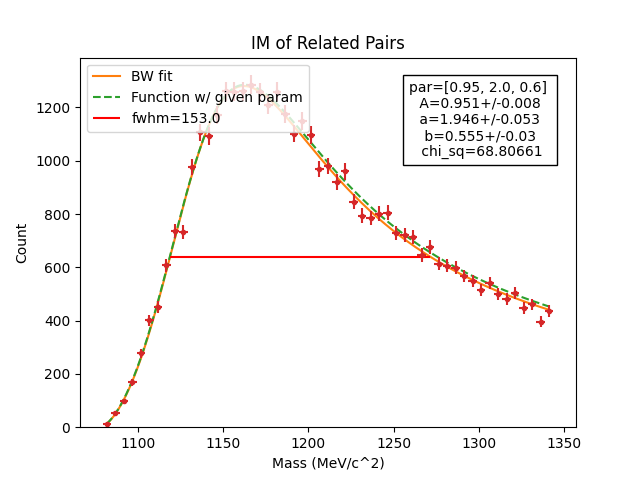 IM of Related Pairs
BW fit
Function w/ given param
fwhm=153.0
par=[0.95, 2.0, 0.6]
A=0.951+/-0.008
a=1.946+/-0.053
b=0.555+/-0.03
chi_sq=68.80661
Count
1200
1000
800
600
400
200
0
1100 1150 1200 1250 1300 1350
Mass (MeV/c^2)